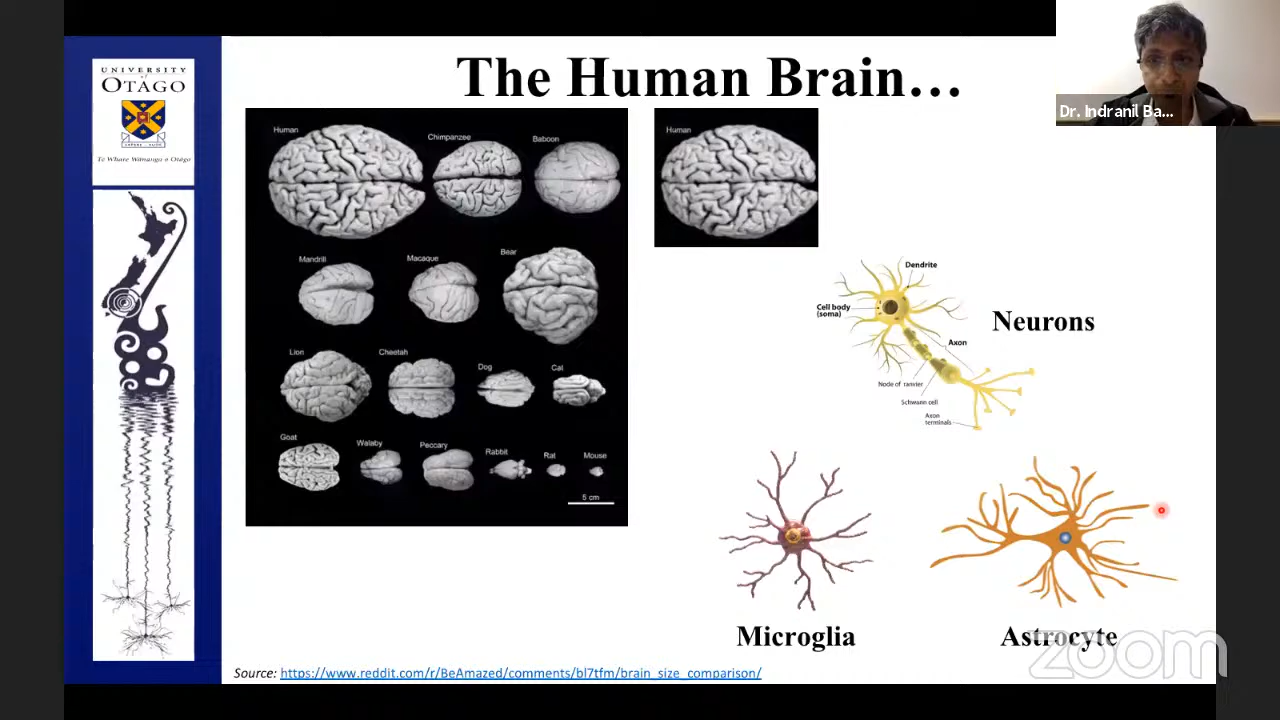 The Human Brain…
UNIVERSITY
of
OTAGO
Te Whare Wānanga o Otāgo
Dr. Indranil Ba...
Human
Chimpanzee
Baboon
Mandrill
Macaque
Bear
Lion
Cheetah
Dog
Cat
Goat
Walaby
Peccary
Rabbit
Rat
Mouse
5 cm
Human
Dendrite
Cell body
(soma)
Axon
Node of ranvier
Schwann cell
Axon
terminals
Neurons
Microglia
Astrocyte
Source: https://www.reddit.com/r/BeAmazed/comments/bl7tfm/brain_size_comparison/
zoom